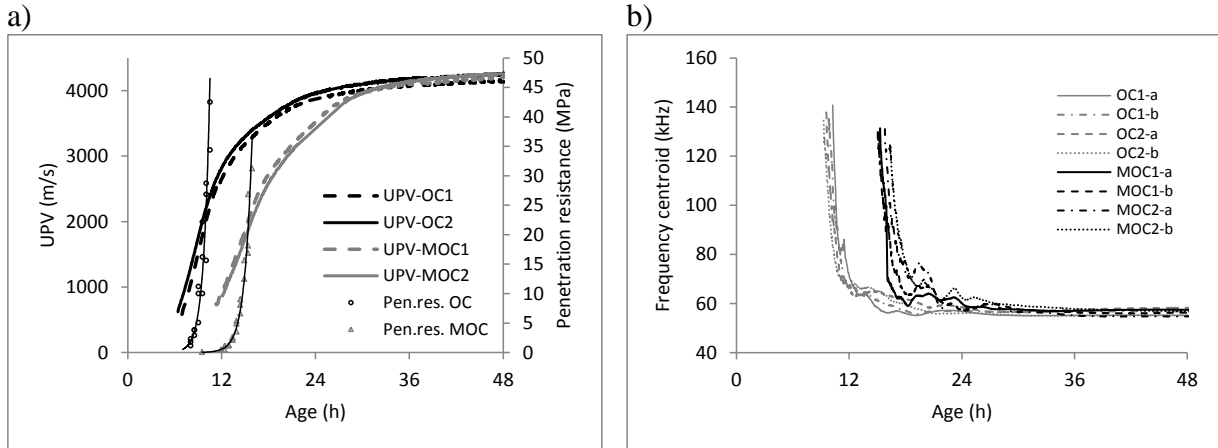 a)
UPV (m/s)
4000
3000
2000
1000
0
50
45
40
35
30
25
20
15
10
5
0
Penetration resistance (MPa)
UPV-OC1
UPV-OC2
UPV-MOC1
UPV-MOC2
Pen.res. OC
Pen.res. MOC
0 12 24 36 48
Age (h)
b)
Frequency centroid (kHz)
160
140
120
100
80
60
40
OC1-a
OC1-b
OC2-a
OC2-b
MOC1-a
MOC1-b
MOC2-a
MOC2-b
0 12 24 36 48
Age (h)